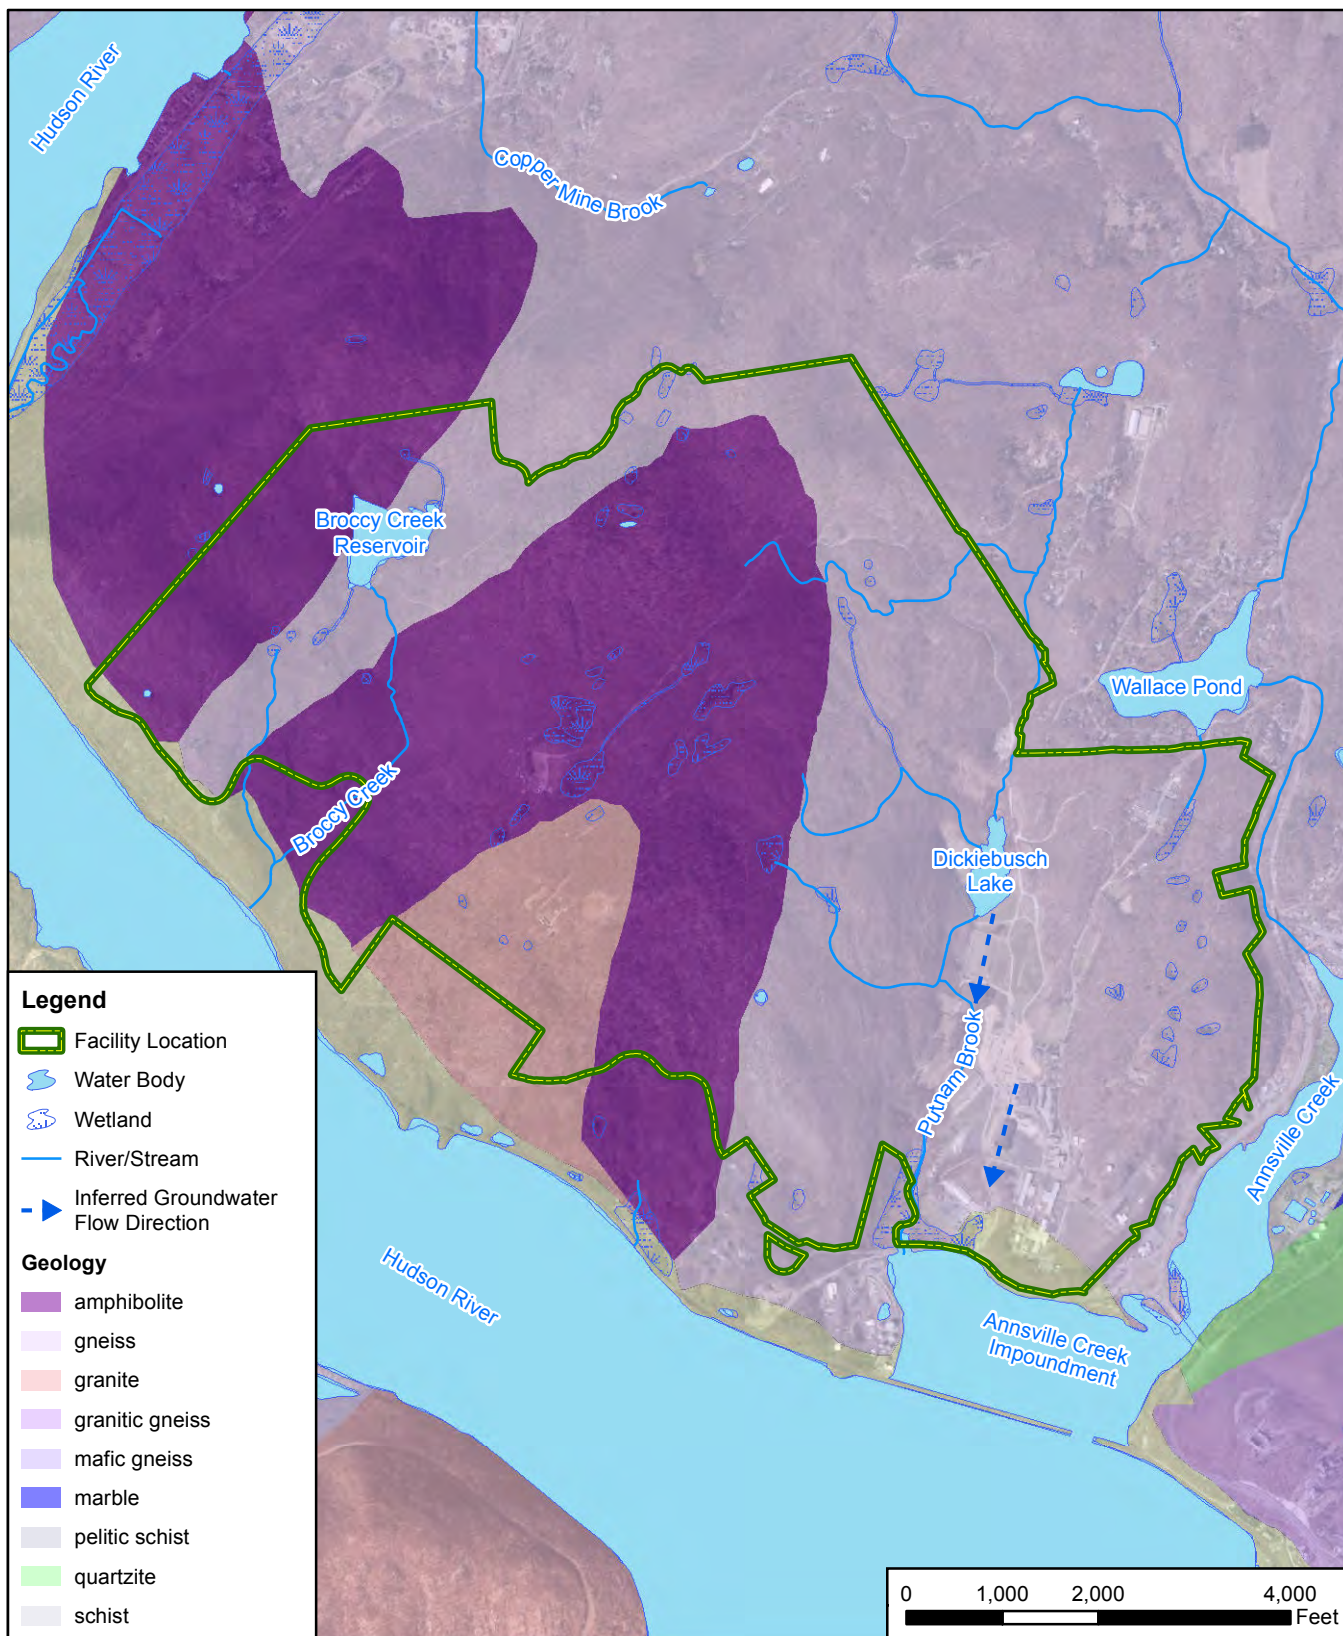 Hudson River
Copper Mine Brook
Broccy Creek
Reservoir
Wallace Pond
Broccy Creek
Dickiebusch
Lake
Putnam Brook
Annsville Creek
Hudson River
Annsville Creek
Impoundment
Legend
Facility Location
Water Body
Wetland
River/Stream
Inferred Groundwater
Flow Direction
Geology
amphibolite
gneiss
granite
granitic gneiss
mafic gneiss
marble
pelitic schist
quartzite
schist
0 1,000 2,000 4,000
Feet